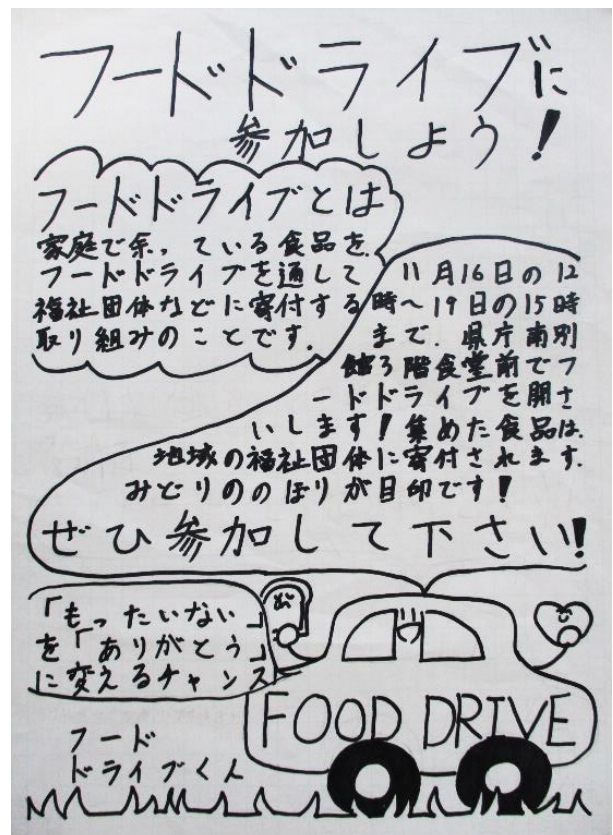 フードドライブに
参加しよう！
フードドライブとは
家庭で余っている食品を、
フードドライブを通して
福祉団体などに寄付する
取り組みのことです。
11月16日の12
時〜19日の15時
まで、県庁南別
館3階食堂前でフ
ードドライブを開さ
いします！集めた食品は、
地域の福祉団体に寄付されます。
みどりののぼりが目印です！
ぜひ参加して下さい！
「もったいない」
を「ありがとう」
に変えるチャンス
FOOD DRIVE
フード
ドライブくん